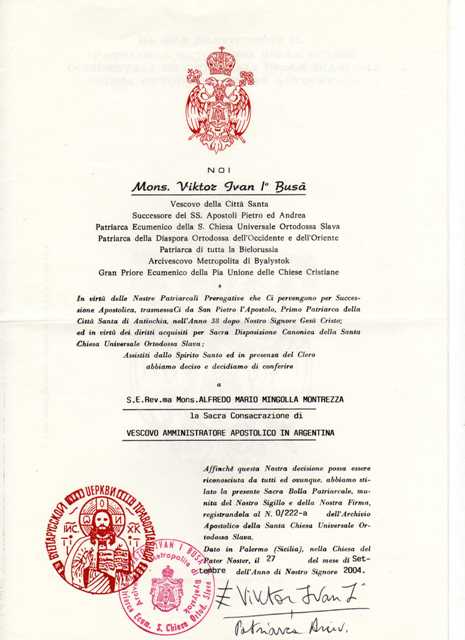 NOI
Mons. Viktor Ivan Iº Busà
Vescovo della Città Santa
Successore dei SS. Apostoli Pietro ed Andrea
Patriarca Ecumenico della S. Chiesa Universale Ortodossa Slava
Patriarca della Diaspora Ortodossa dell'Occidente e dell'Oriente
Patriarca di tutta la Bielorussia
Arcivescovo Metropolita di Byalystok
Gran Priore Ecumenico della Pia Unione delle Chiese Cristiane
In virtù delle Nostre Patriarcali Prerogative che Ci pervengono per Succes-
sione Apostolica, trasmessaCi da San Pietro l'Apostolo, Primo Patriarca della
Città Santa di Antiochia, nell'Anno 38 dopo Nostro Signore Gesù Cristo;
ed in virtù dei diritti acquisiti per Sacra Disposizione Canonica della Santa
Chiesa Universale Ortodossa Slava;
Assistiti dallo Spirito Santo ed in presenza del Clero
abbiamo deciso e decidiamo di conferire
a
S.E.Rev.ma Mons.ALFREDO MARIO MINGOLLA MONTREZZA
la Sacra Consacrazione di
VESCOVO AMMINISTRATORE APOSTOLICO IN ARGENTINA
Affinchè questa Nostra decisione possa essere
riconosciuta da tutti ed ovunque, abbiamo sti-
lato la presente Sacra Bolla Patriarcale, mu-
nita del Nostro Sigillo e della Nostra Firma,
registrandola al N. 0/222-a dell'Archivio
Apostolico della Santa Chiesa Universale Or-
todossa Slava.
Dato in Palermo (Sicilia), nella Chiesa del
Pater Noster, il 27 del mese di Set-
tembre dell'Anno di Nostro Signore 2004.
Viktor Ivan Iº